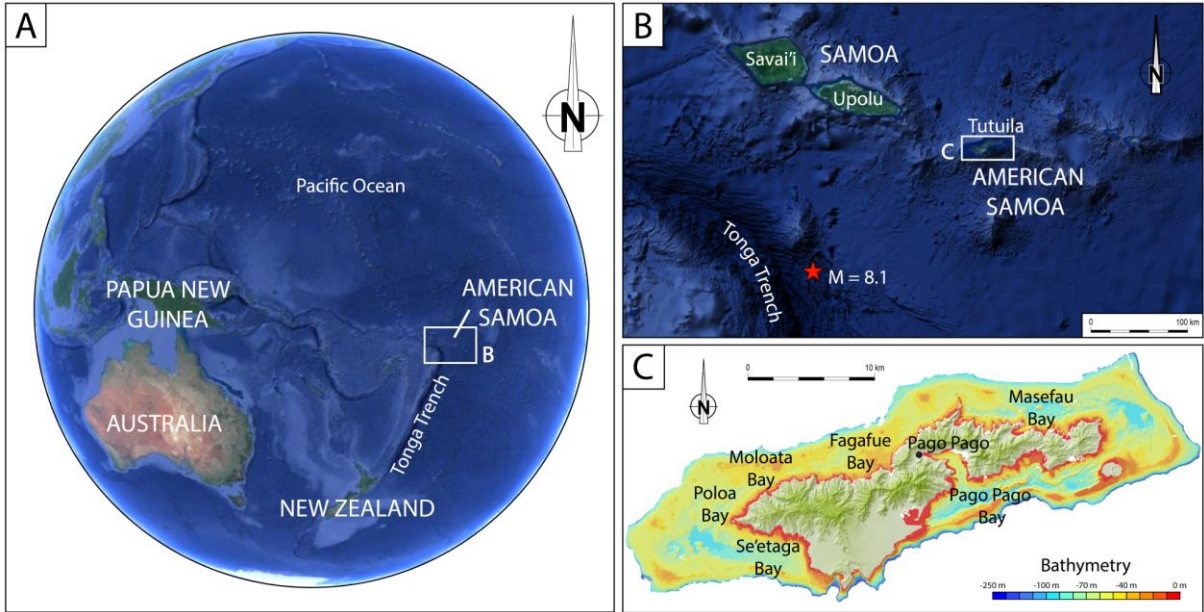 A
N
Pacific Ocean
PAPUA NEW
GUINEA
AMERICAN
SAMOA
B
AUSTRALIA
Tonga Trench
NEW ZEALAND
B
N
Savai'i
SAMOA
Upolu
Tutuila
C
AMERICAN
SAMOA
Tonga Trench
M = 8.1
0
100 km
C
N
0
10 km
Masefau
Bay
Fagafue
Bay
Pago Pago
Moloata
Bay
Poloa
Bay
Pago Pago
Bay
Se'etaga
Bay
Bathymetry
-250 m
-100 m
-70 m
-40 m
0 m